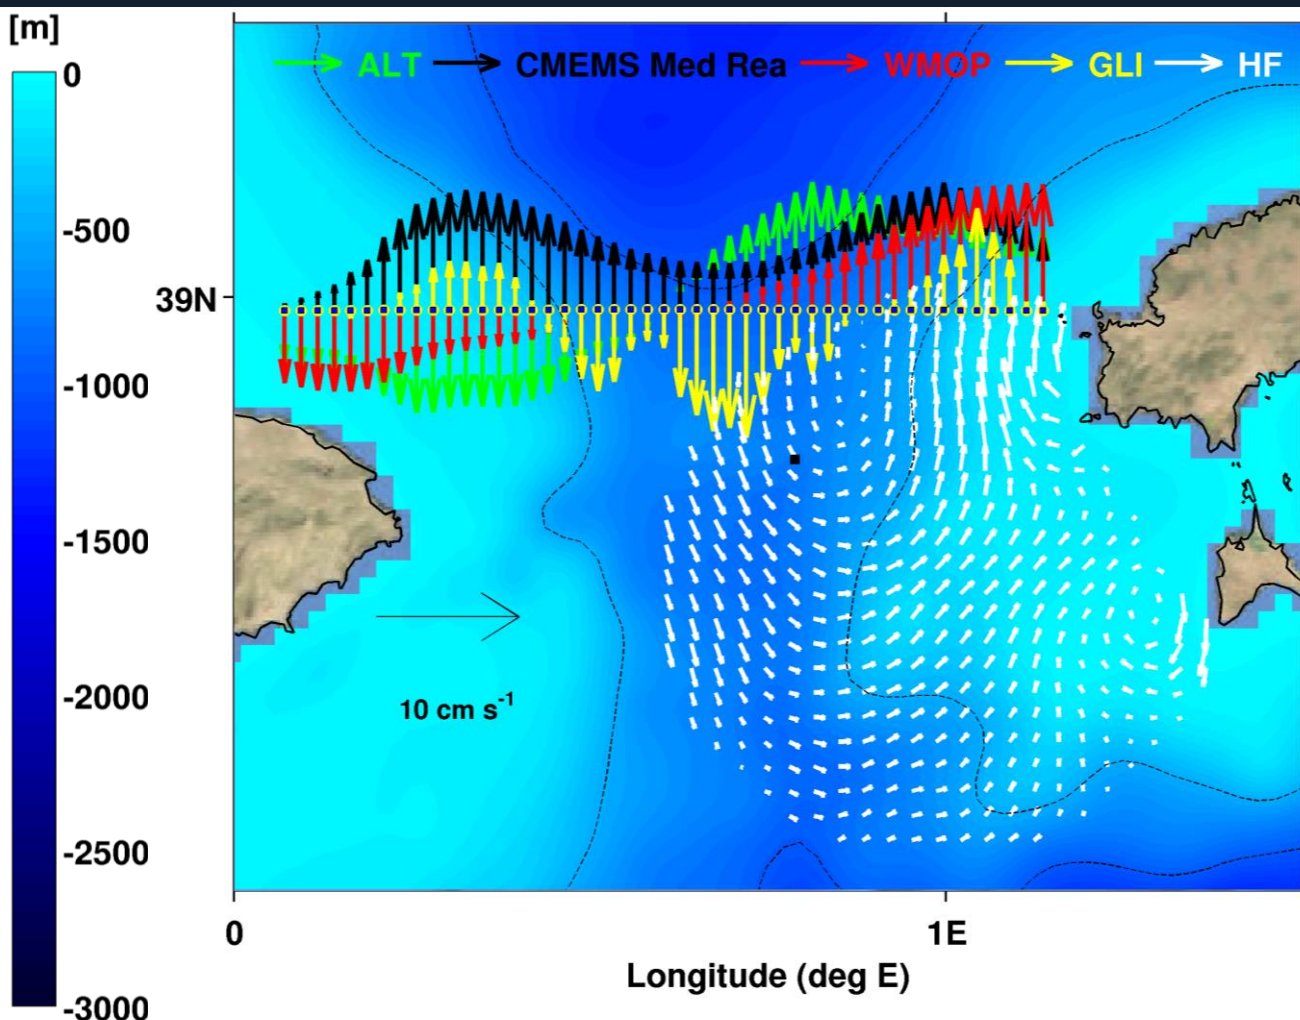 [m]
0
-500
-1000
-1500
-2000
-2500
-3000
ALT CMEMS Med Rea WMOP GLI HF
39N
10 cm s-1
0 1E
Longitude (deg E)